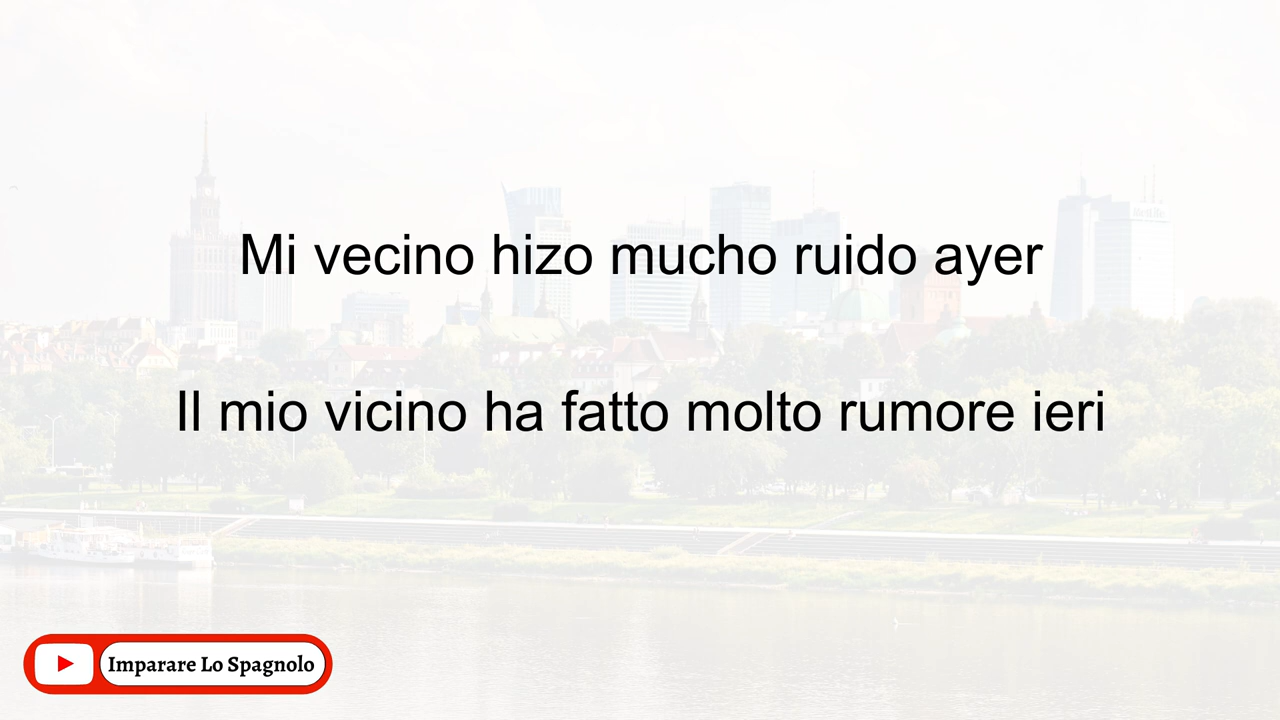 Mi vecino hizo mucho ruido ayer
Il mio vicino ha fatto molto rumore ieri
Imparare Lo Spagnolo